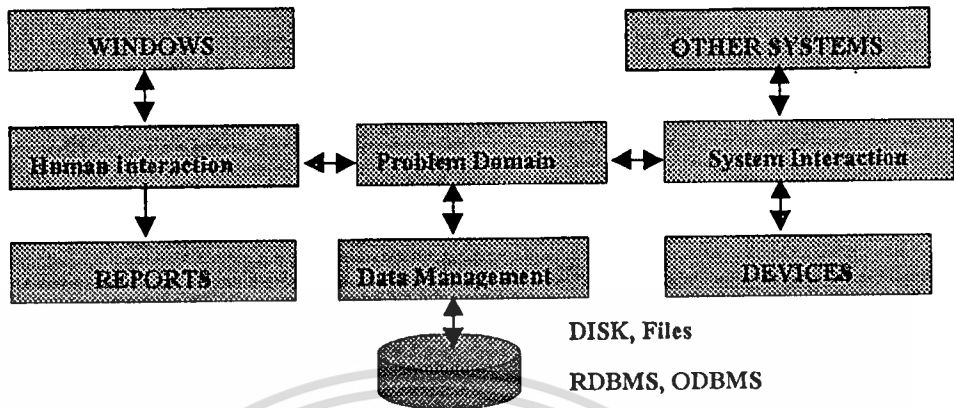 WINDOWS
OTHER SYSTEMS
Human Interaction
Problem Domain
System Interaction
REPORTS
Data Management
DEVICES
DISK, Files
RDBMS, ODBMS